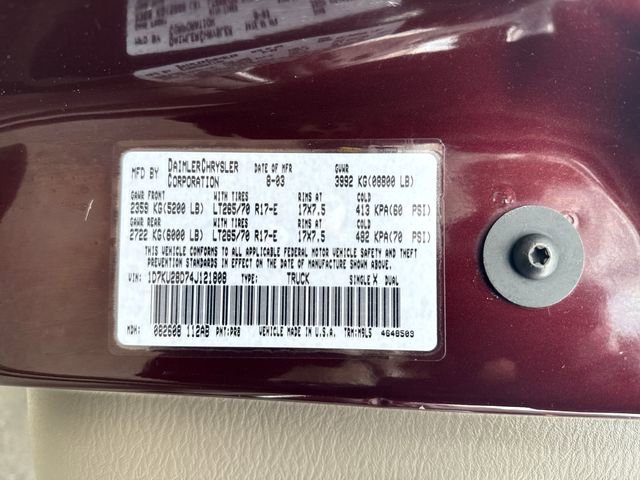 MFD BY DAIMLERCHRYSLER CORPORATION DATE OF MFR 8-03 GVWR 3992 KG(08800 LB)
GAWR FRONT WITH TIRES RIMS AT COLD
2359 KG(5200 LB) LT265/70 R17-E 17X7.5 413 KPA(60 PSI)
GAWR REAR WITH TIRES RIMS AT COLD
2722 KG(6000 LB) LT265/70 R17-E 17X7.5 482 KPA(70 PSI)
THIS VEHICLE CONFORMS TO ALL APPLICABLE FEDERAL MOTOR VEHICLE SAFETY AND THEFT PREVENTION
STANDARDS IN EFFECT ON THE DATE OF MANUFACTURE SHOWN ABOVE.
VIN: 1D7KU28D74J121808 TYPE: TRUCK SINGLE X DUAL
MDH: 082608 112AB PNT:PRB VEHICLE MADE IN U.S.A. TRM:M9L5 4648503